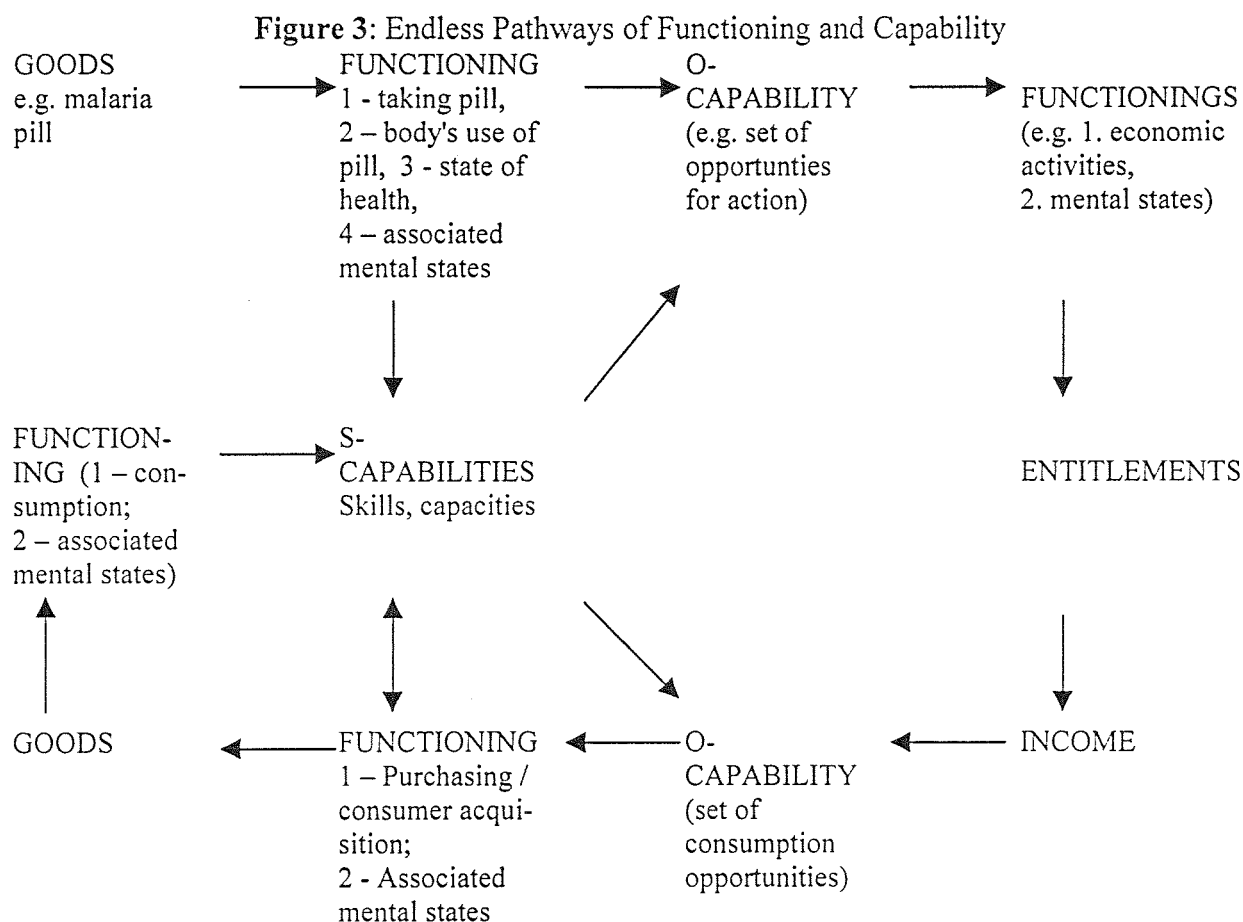 Figure 3: Endless Pathways of Functioning and Capability
GOODS
e.g. malaria
pill
FUNCTIONING
1 - taking pill,
2 – body's use of
pill, 3 - state of
health,
4 – associated
mental states
O-
CAPABILITY
(e.g. set of
opportunties
for action)
FUNCTIONINGS
(e.g. 1. economic
activities,
2. mental states)
FUNCTION-
ING (1 – con-
sumption;
2 – associated
mental states)
S-
CAPABILITIES
Skills, capacities
ENTITLEMENTS
GOODS
FUNCTIONING
1 – Purchasing /
consumer acqui-
sition;
2 - Associated
mental states
O-
CAPABILITY
(set of
consumption
opportunities)
INCOME